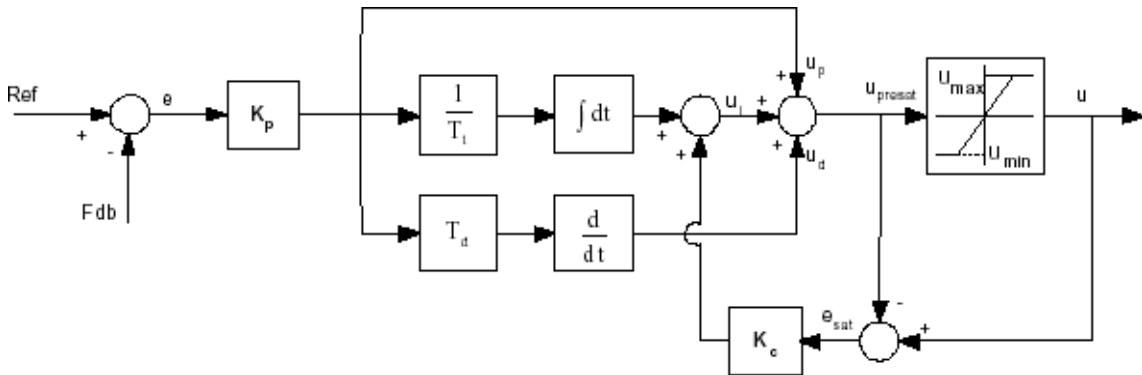 Ref
+
-
Fdb
e
K_p
1
T_i
∫ dt
T_d
d
dt
+
+
u_i
u_p
+
+
+
u_d
u_presat
U_max
U_min
u
-
+
e_sat
K_c